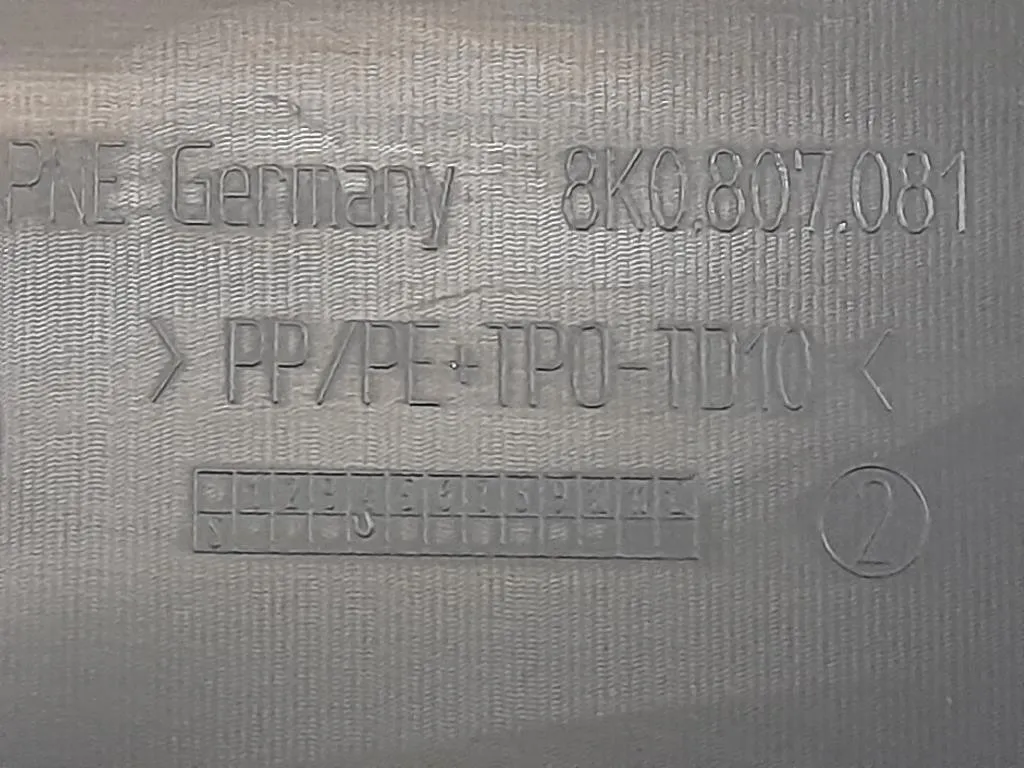 PNE Germany 8K0.807.081
>PP/PE+TPO-TD10<
2